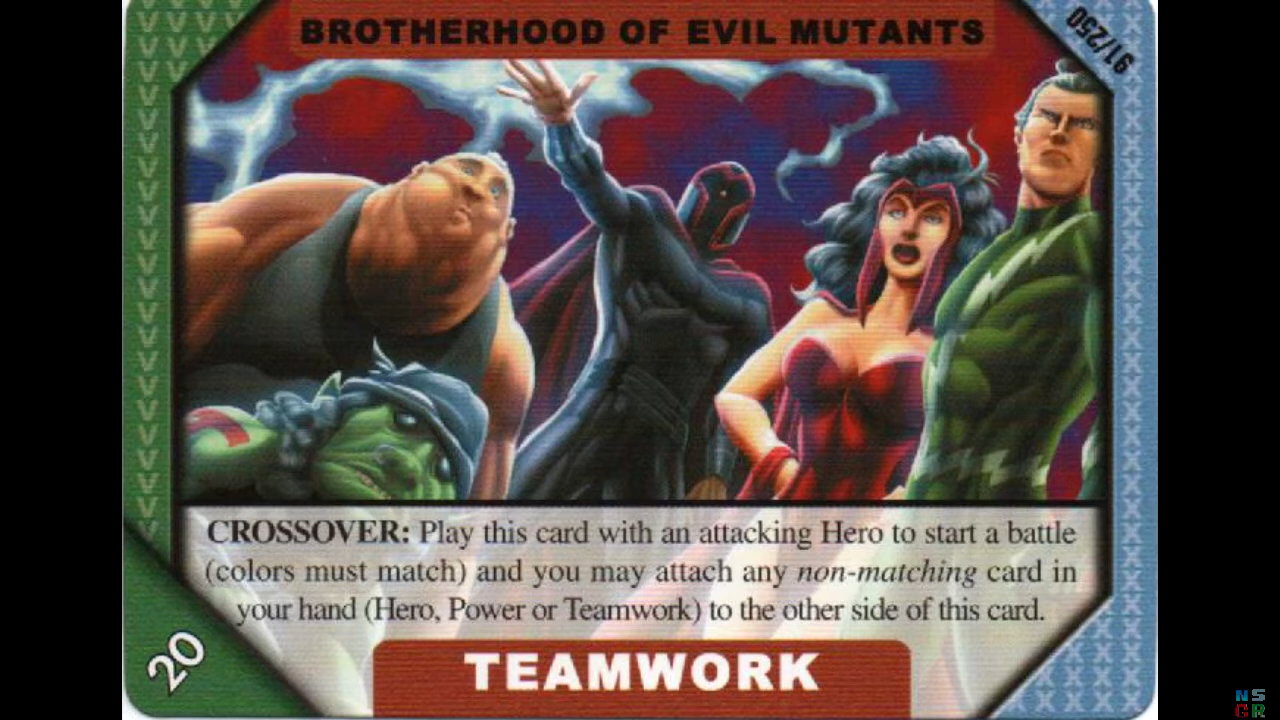 BROTHERHOOD OF EVIL MUTANTS
91/250
CROSSOVER: Play this card with an attacking Hero to start a battle
(colors must match) and you may attach any non-matching card in
your hand (Hero, Power or Teamwork) to the other side of this card.
20
TEAMWORK
NS
GR